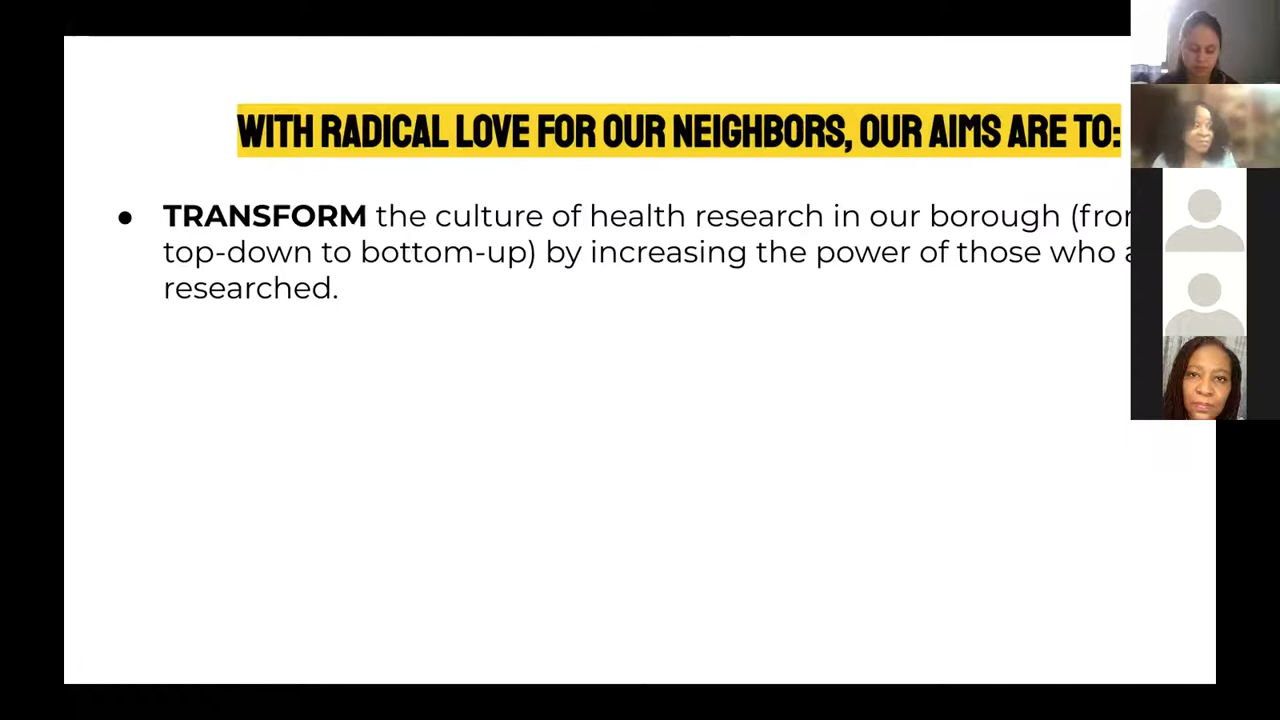 WITH RADICAL LOVE FOR OUR NEIGHBORS, OUR AIMS ARE TO:
● TRANSFORM the culture of health research in our borough
top-down to bottom-up) by increasing the power of those who
researched.